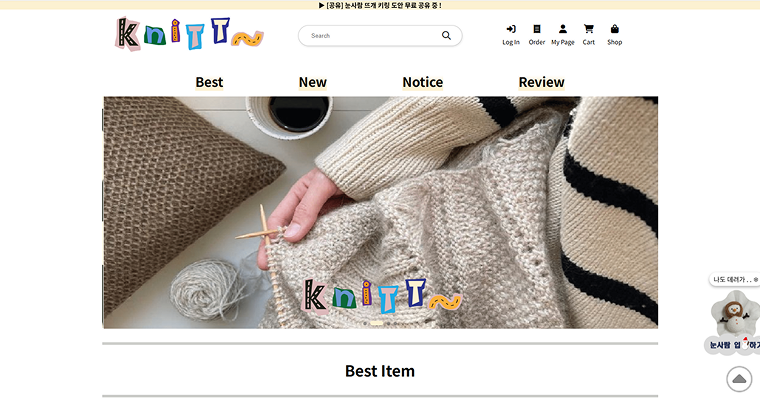 ▶ [공유] 눈사람 뜨개 키링 도안 무료 공유 중 !
KniTT~
Search
Log In Order My Page Cart Shop
Best New Notice Review
KniTT~
나도 데려가 . .
눈사람 입
하기
Best Item